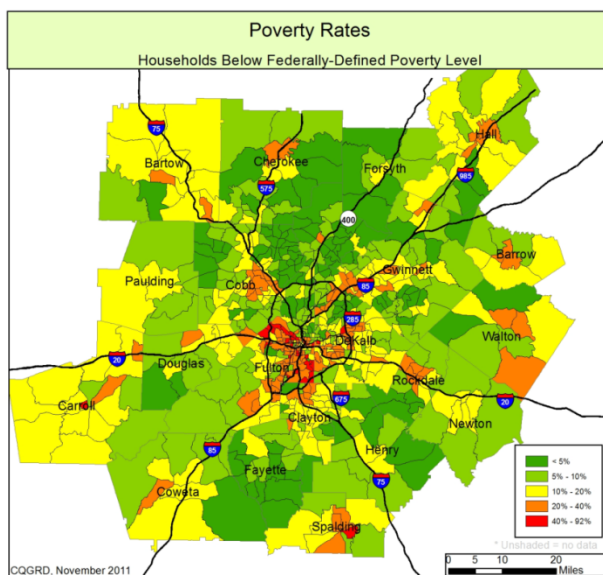 Poverty Rates
Households Below Federally-Defined Poverty Level
75
Hall
Bartow
Cherokee
Forsyth
575
985
400
Barrow
Gwinnett
Paulding
Cobb
85
285
DeKalb
Walton
20
Douglas
Fulton
Rockdale
Carroll
675
20
Clayton
Newton
85
Henry
Fayette
75
Coweta
Spalding
< 5%
5% - 10%
10% - 20%
20% - 40%
40% - 92%
* Unshaded = no data
0 5 10 20
Miles
CQGRD, November 2011